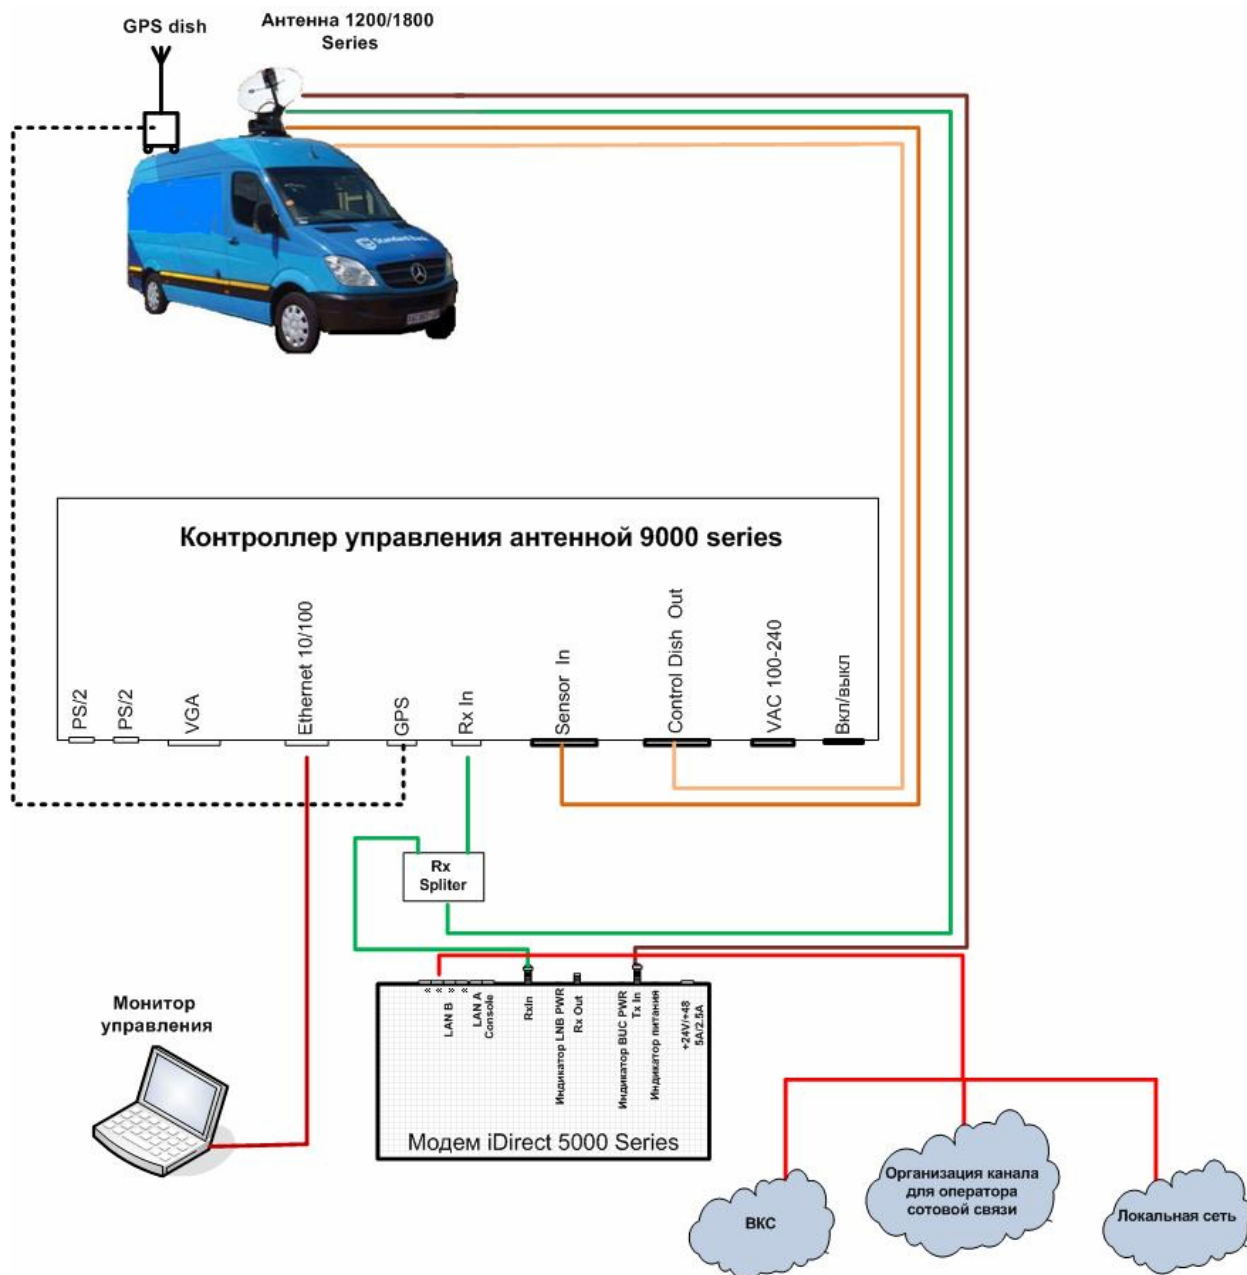 GPS dish
Антенна 1200/1800
Series
Standard Bank
Контроллер управления антенной 9000 series
PS/2
PS/2
VGA
Ethernet 10/100
GPS
Rx In
Sensor In
Control Dish Out
VAC 100-240
Вкл/выкл
Rx
Spliter
LAN B
LAN A
Console
RxIn
Индикатор LNB PWR
Rx Out
Индикатор BUC PWR
Tx In
Индикатор питания
+24V/+48
5A/2.5A
Модем iDirect 5000 Series
Монитор
управления
ВКС
Организация канала
для оператора
сотовой связи
Локальная сеть